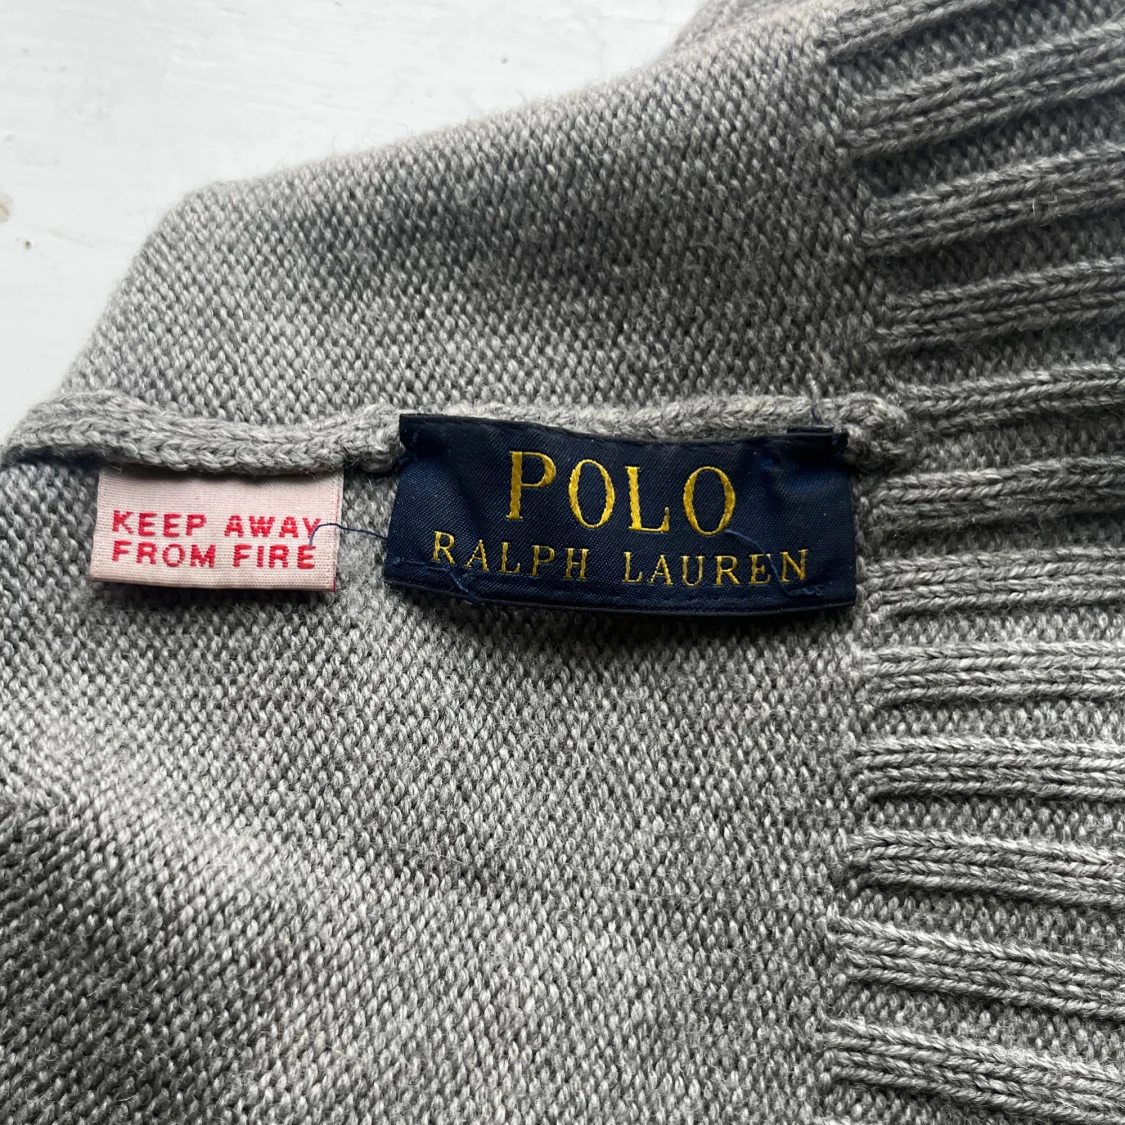 KEEP AWAY
FROM FIRE
POLO
RALPH LAUREN